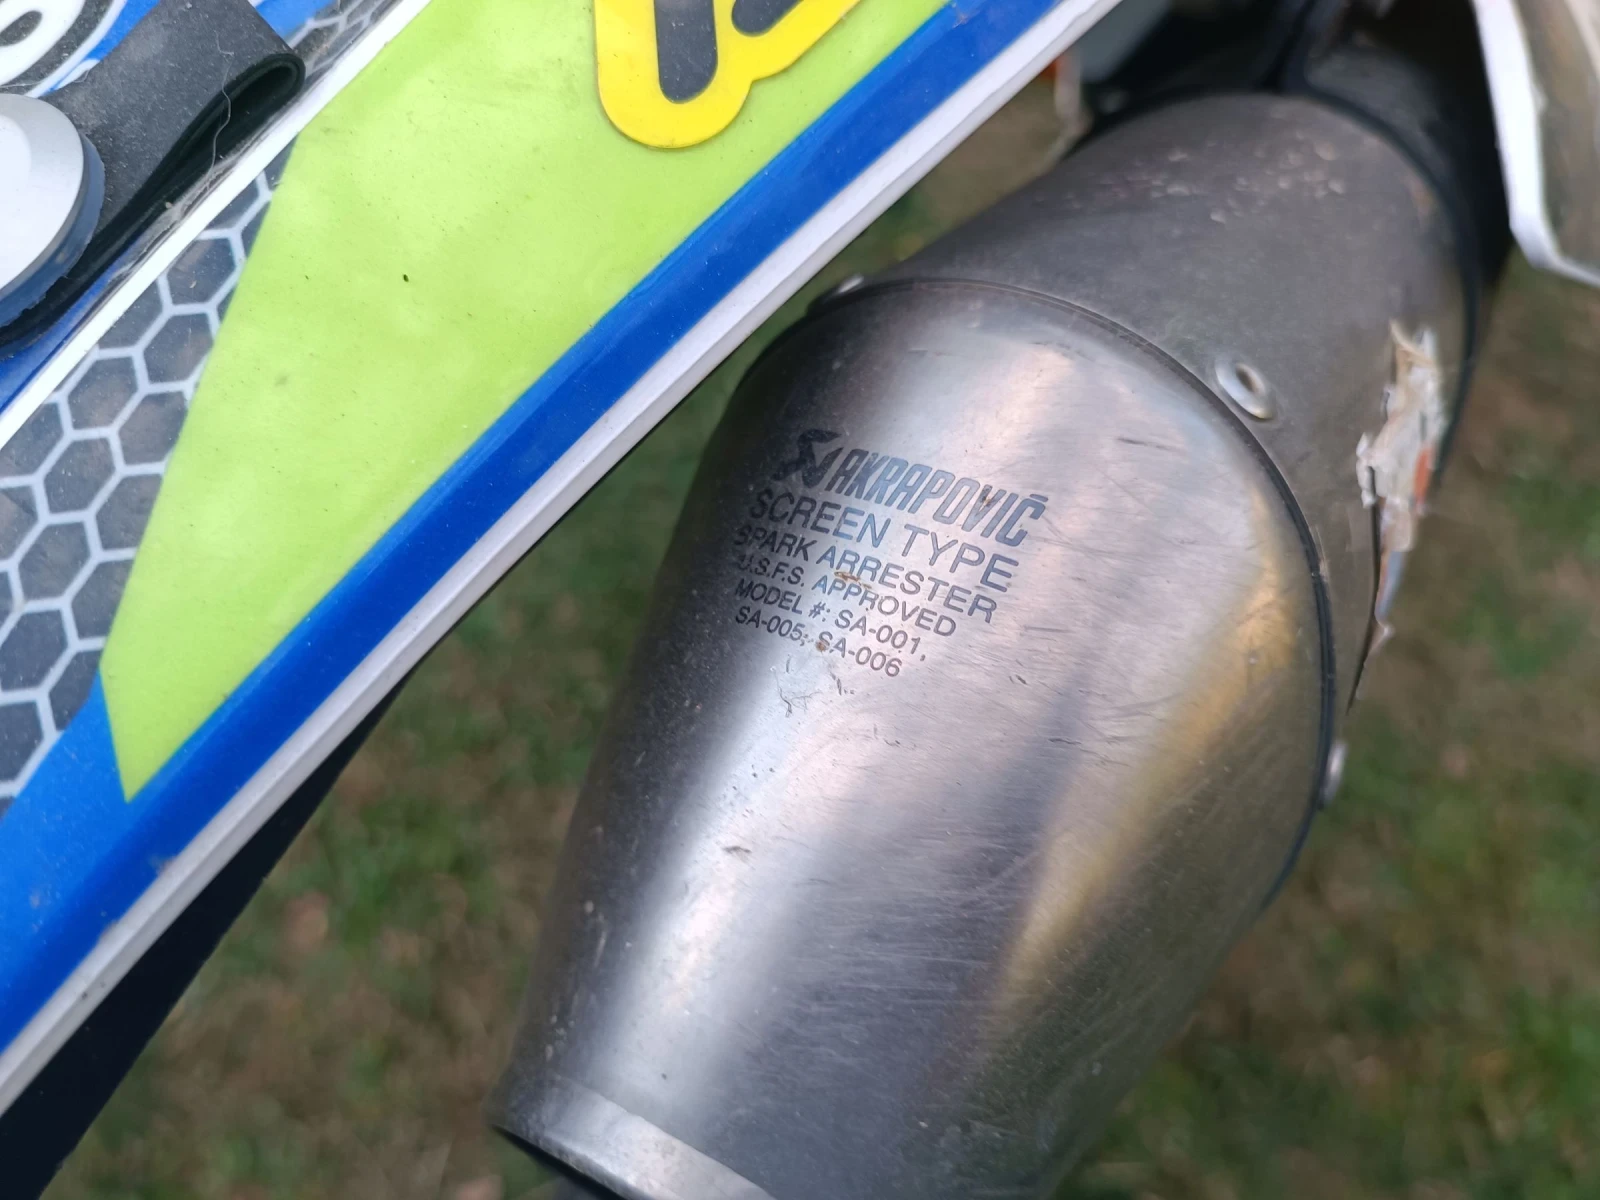 AKRAPOVIČ
SCREEN TYPE
SPARK ARRESTER
U.S.F.S. APPROVED
MODEL #: SA-001,
SA-005, SA-006